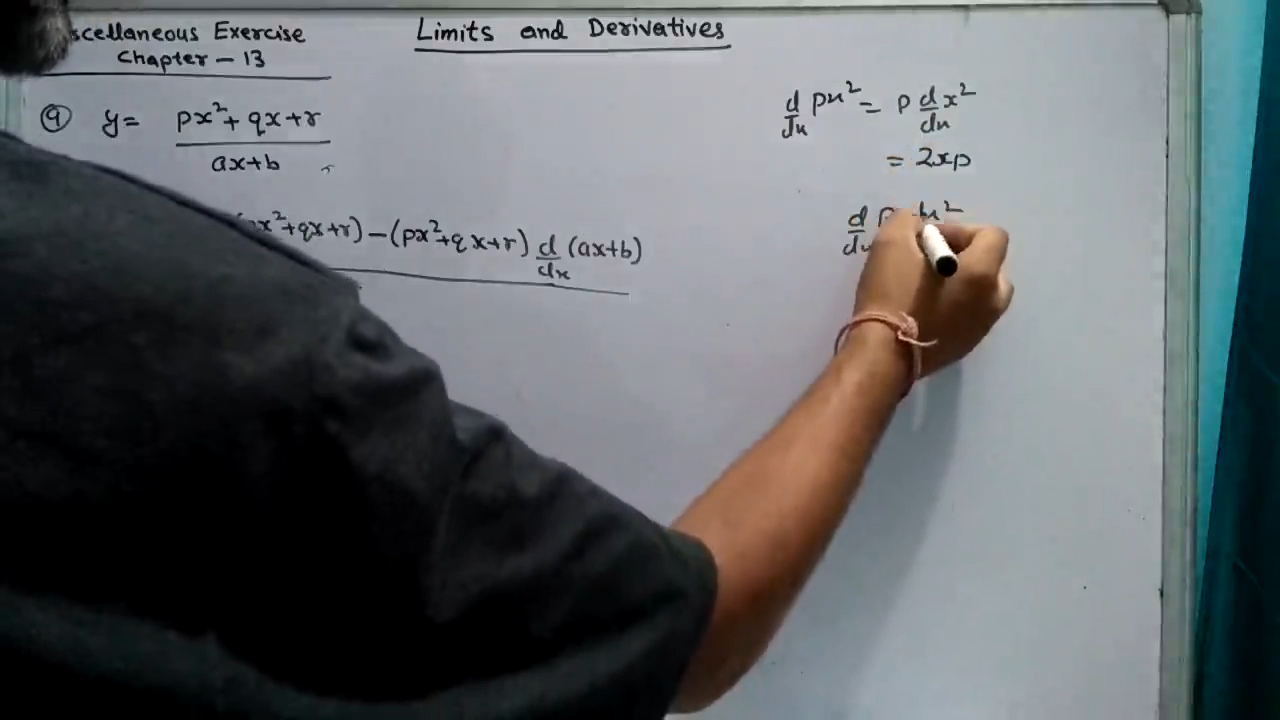 scellaneous Exercise
Chapter – 13
Limits and Derivatives
⑨ y = px²+qx+r
ax+b
x²+qx+r) – (px²+qx+r) d/dx (ax+b)
d/dx px² = p d/dx x²
= 2xp
d/dx